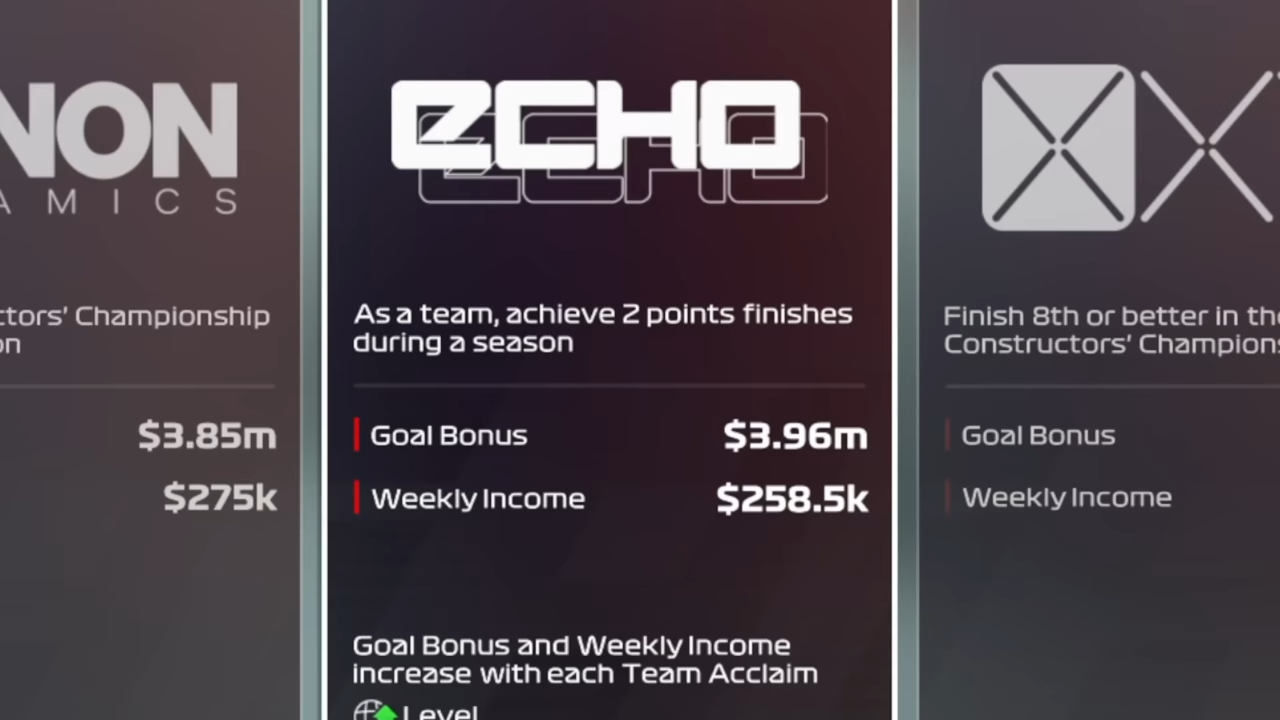 NON
AMICS
ctors' Championship
on
$3.85m
$275k
ECHO
ECHO
As a team, achieve 2 points finishes
during a season
Goal Bonus $3.96m
Weekly Income $258.5k
Goal Bonus and Weekly Income
increase with each Team Acclaim
Level
Finish 8th or better in the
Constructors' Champions
Goal Bonus
Weekly Income